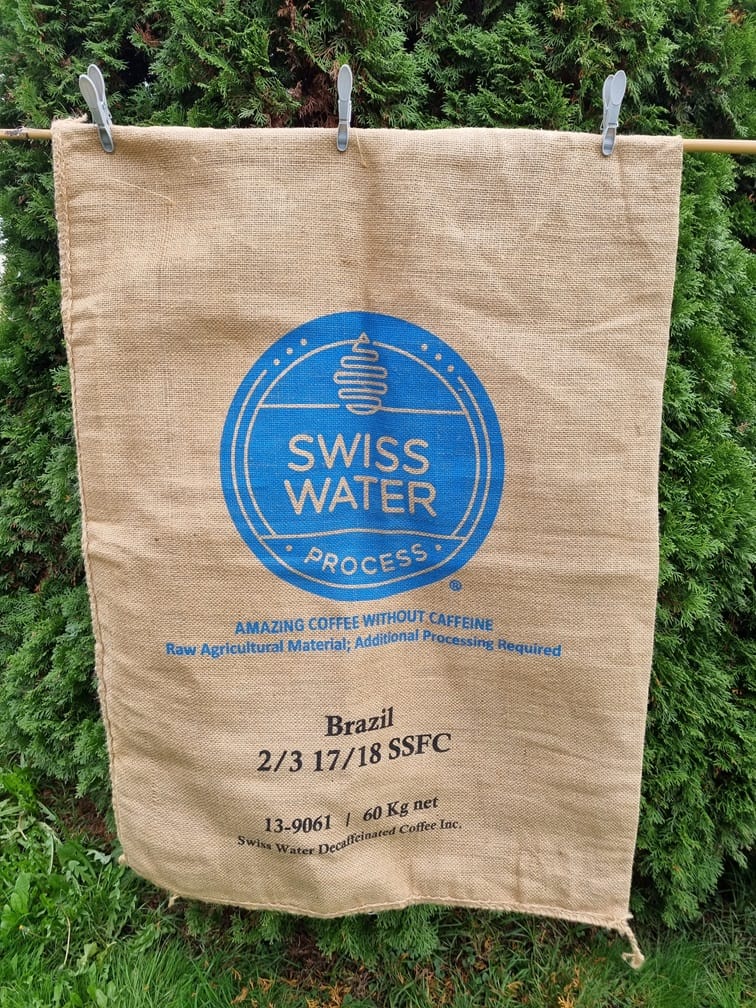 SWISS
WATER
PROCESS
®
AMAZING COFFEE WITHOUT CAFFEINE
Raw Agricultural Material; Additional Processing Required
Brazil
2/3 17/18 SSFC
13-9061 | 60 Kg net
Swiss Water Decaffeinated Coffee Inc.